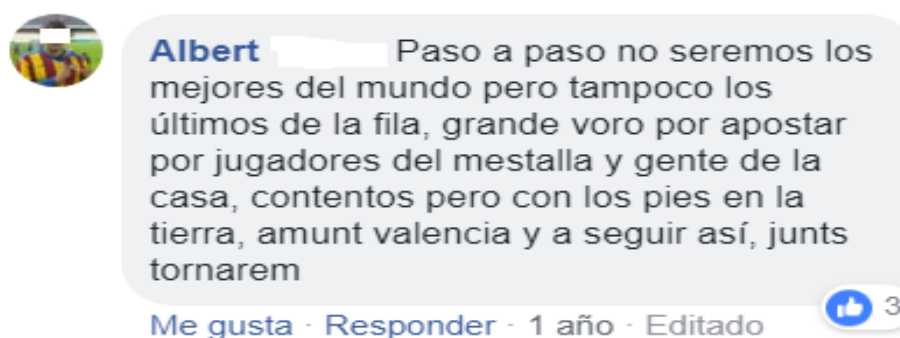 Albert Paso a paso no seremos los
mejores del mundo pero tampoco los
últimos de la fila, grande voro por apostar
por jugadores del mestalla y gente de la
casa, contentos pero con los pies en la
tierra, amunt valencia y a seguir así, junts
tornarem
3
Me gusta · Responder · 1 año · Editado